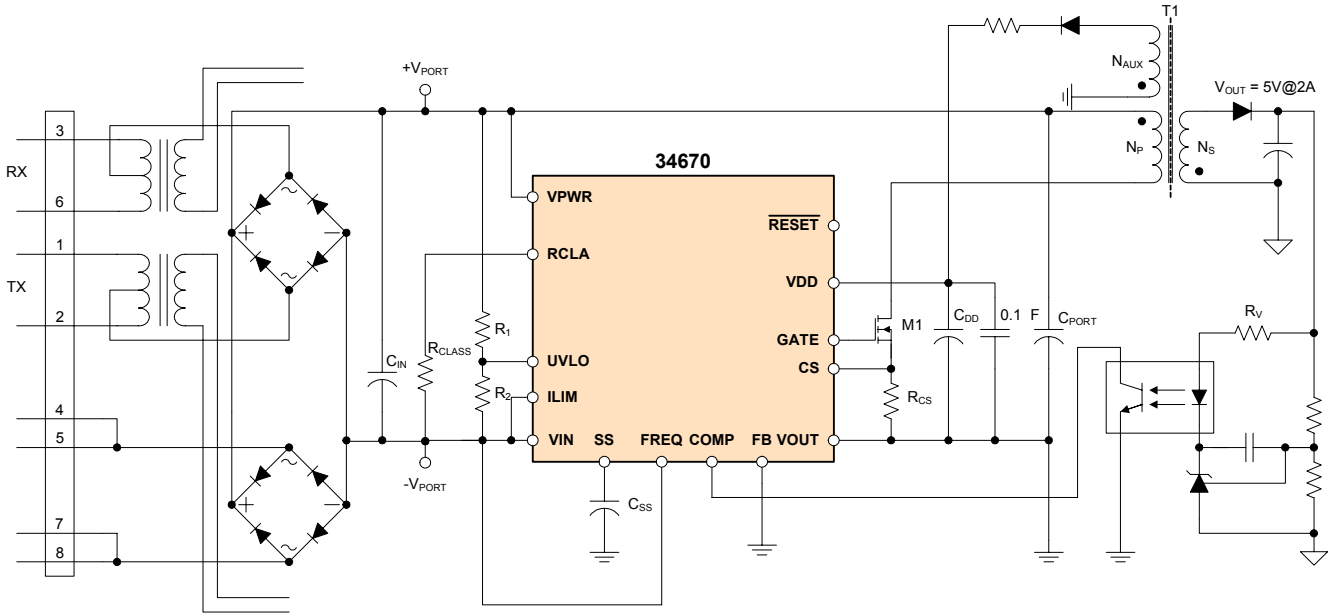 T1
+VPORT
NAUX
VOUT = 5V@2A
3
RX
6
NP
NS
34670
VPWR
RESET
RCLA
1
TX
2
VDD
R1
RCLASS
CIN
UVLO
R2
ILIM
GATE
M1
CDD
0.1 F
CPORT
RV
CS
RCS
4
5
VIN
SS
FREQ
COMP
FB
VOUT
-VPORT
CSS
7
8